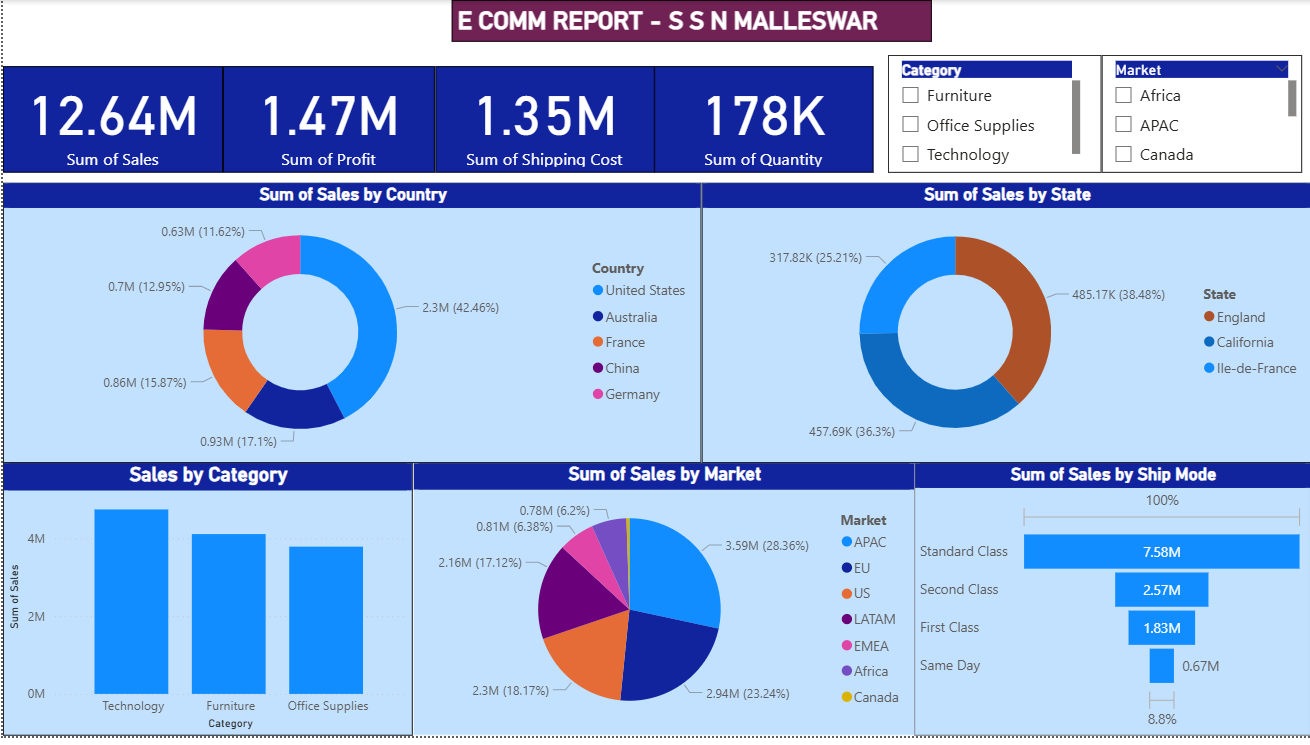 E COMM REPORT - S S N MALLESWAR
12.64M
Sum of Sales
1.47M
Sum of Profit
1.35M
Sum of Shipping Cost
178K
Sum of Quantity
Category
Furniture
Office Supplies
Technology
Market
Africa
APAC
Canada
Sum of Sales by Country
0.63M (11.62%)
0.7M (12.95%)
0.86M (15.87%)
0.93M (17.1%)
2.3M (42.46%)
Country
United States
Australia
France
China
Germany
Sum of Sales by State
317.82K (25.21%)
485.17K (38.48%)
457.69K (36.3%)
State
England
California
Ile-de-France
Sales by Category
Sum of Sales
4M
2M
0M
Technology
Furniture
Office Supplies
Category
Sum of Sales by Market
0.78M (6.2%)
0.81M (6.38%)
2.16M (17.12%)
2.3M (18.17%)
3.59M (28.36%)
2.94M (23.24%)
Market
APAC
EU
US
LATAM
EMEA
Africa
Canada
Sum of Sales by Ship Mode
100%
Standard Class
7.58M
Second Class
2.57M
First Class
1.83M
Same Day
0.67M
8.8%